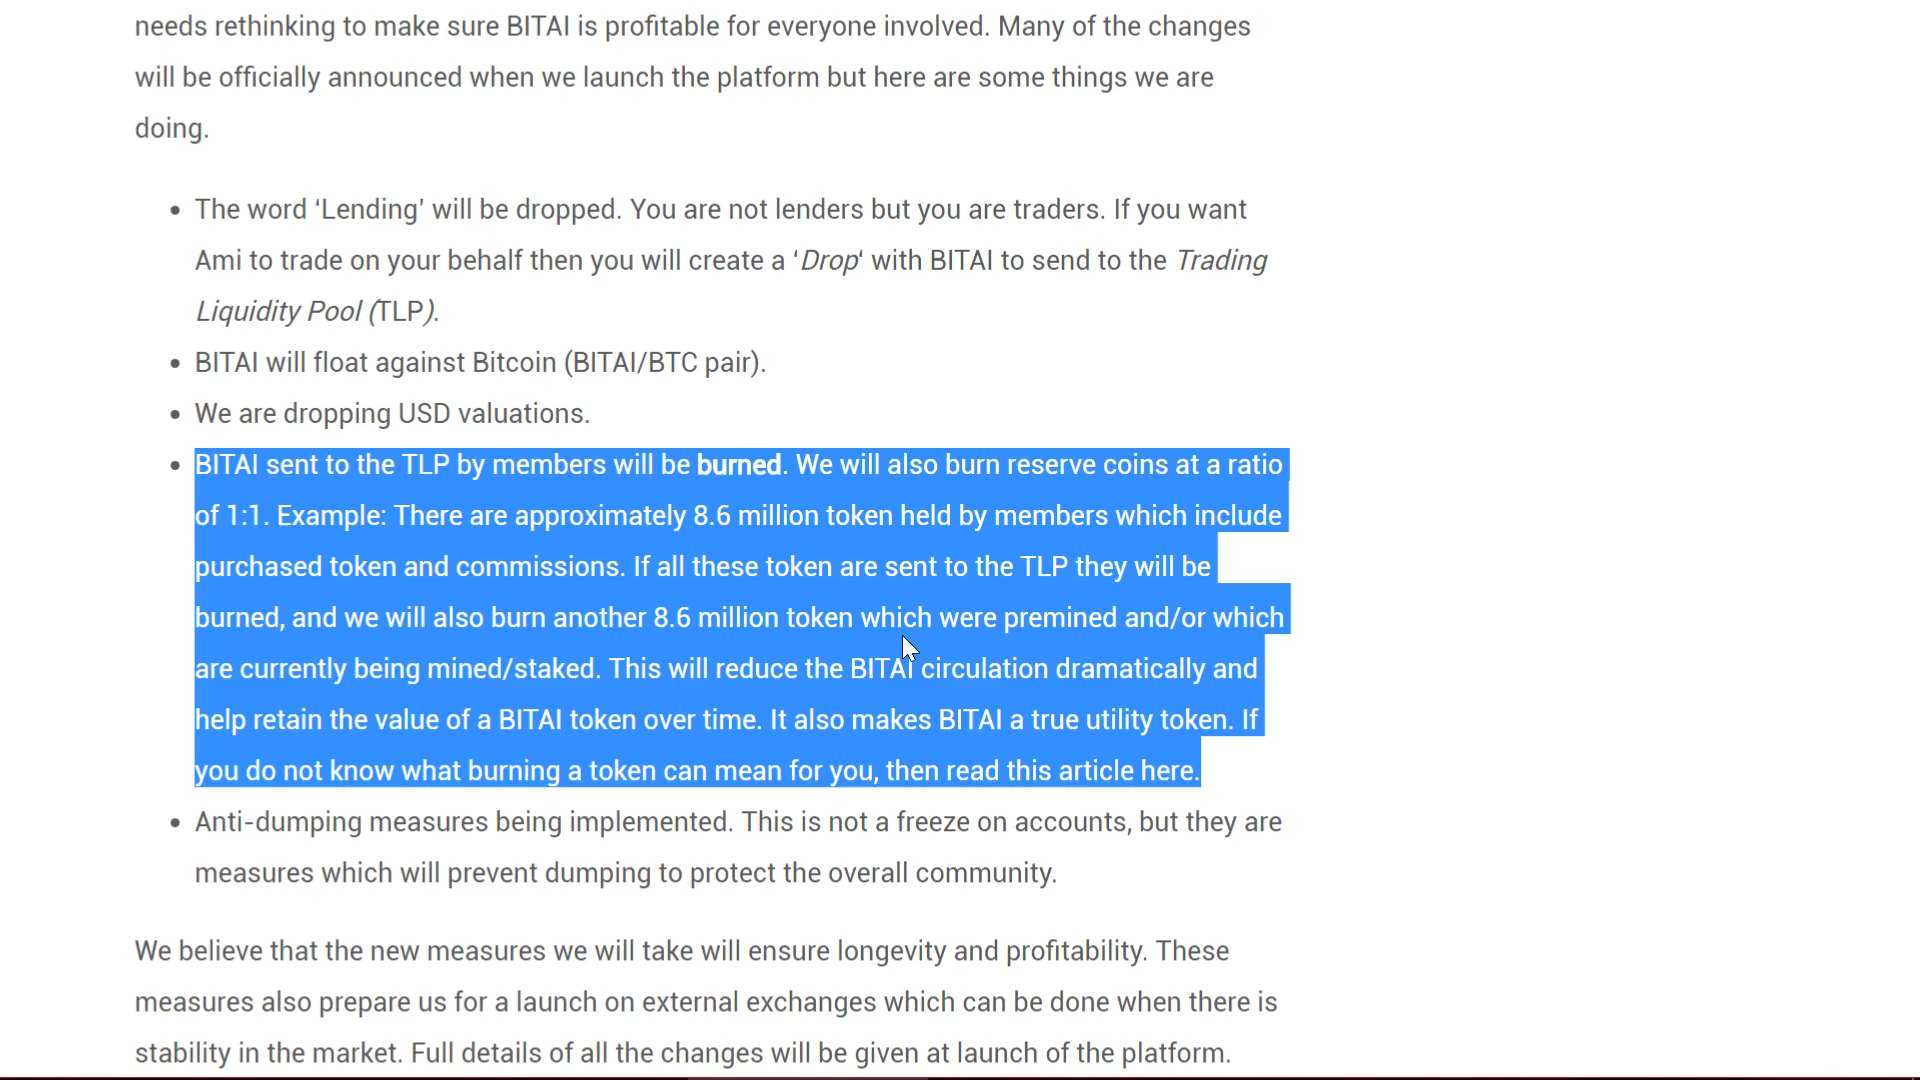 needs rethinking to make sure BITAI is profitable for everyone involved. Many of the changes
will be officially announced when we launch the platform but here are some things we are
doing.
• The word ‘Lending’ will be dropped. You are not lenders but you are traders. If you want
Ami to trade on your behalf then you will create a ‘Drop‘ with BITAI to send to the Trading
Liquidity Pool (TLP).
• BITAI will float against Bitcoin (BITAI/BTC pair).
• We are dropping USD valuations.
• BITAI sent to the TLP by members will be burned. We will also burn reserve coins at a ratio
of 1:1. Example: There are approximately 8.6 million token held by members which include
purchased token and commissions. If all these token are sent to the TLP they will be
burned, and we will also burn another 8.6 million token which were premined and/or which
are currently being mined/staked. This will reduce the BITAI circulation dramatically and
help retain the value of a BITAI token over time. It also makes BITAI a true utility token. If
you do not know what burning a token can mean for you, then read this article here.
• Anti-dumping measures being implemented. This is not a freeze on accounts, but they are
measures which will prevent dumping to protect the overall community.
We believe that the new measures we will take will ensure longevity and profitability. These
measures also prepare us for a launch on external exchanges which can be done when there is
stability in the market. Full details of all the changes will be given at launch of the platform.